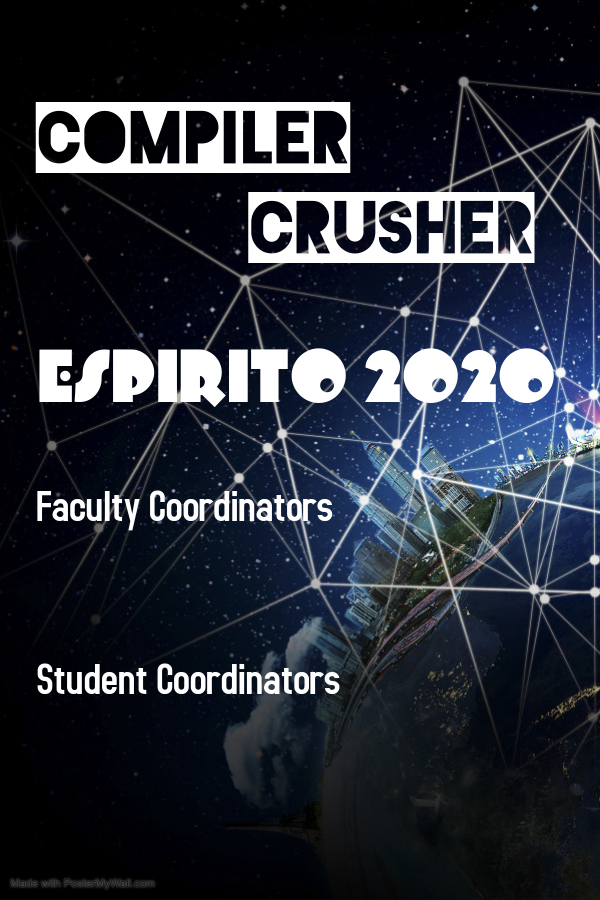 COMPILER
CRUSHER
ESPIRITO 2020
Faculty Coordinators
Student Coordinators
Made with PosterMyWall.com